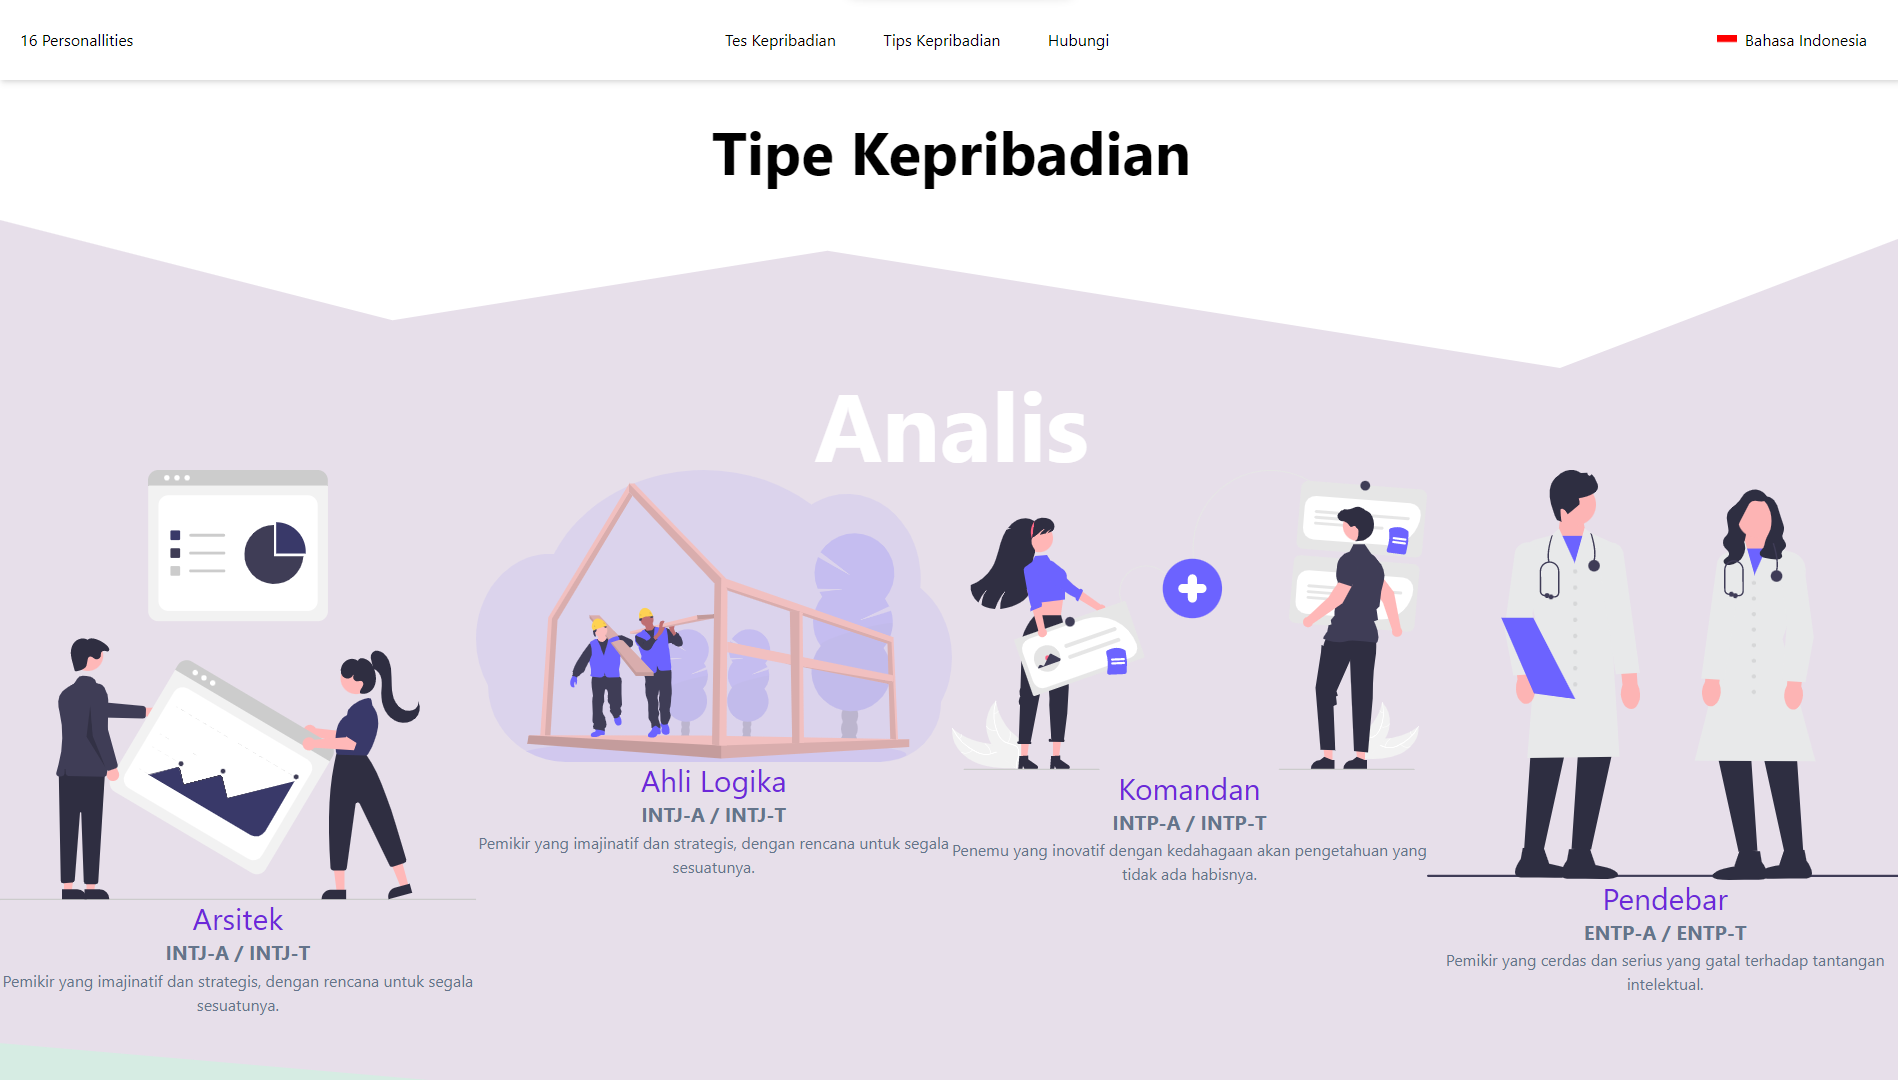 16 Personallities
Tes Kepribadian
Tips Kepribadian
Hubungi
Bahasa Indonesia
Tipe Kepribadian
Analis
Arsitek
INTJ-A / INTJ-T
Pemikir yang imajinatif dan strategis, dengan rencana untuk segala
sesuatunya.
Ahli Logika
INTJ-A / INTJ-T
Pemikir yang imajinatif dan strategis, dengan rencana untuk segala
sesuatunya.
Komandan
INTP-A / INTP-T
Penemu yang inovatif dengan kedahagaan akan pengetahuan yang
tidak ada habisnya.
Pendebar
ENTP-A / ENTP-T
Pemikir yang cerdas dan serius yang gatal terhadap tantangan
intelektual.